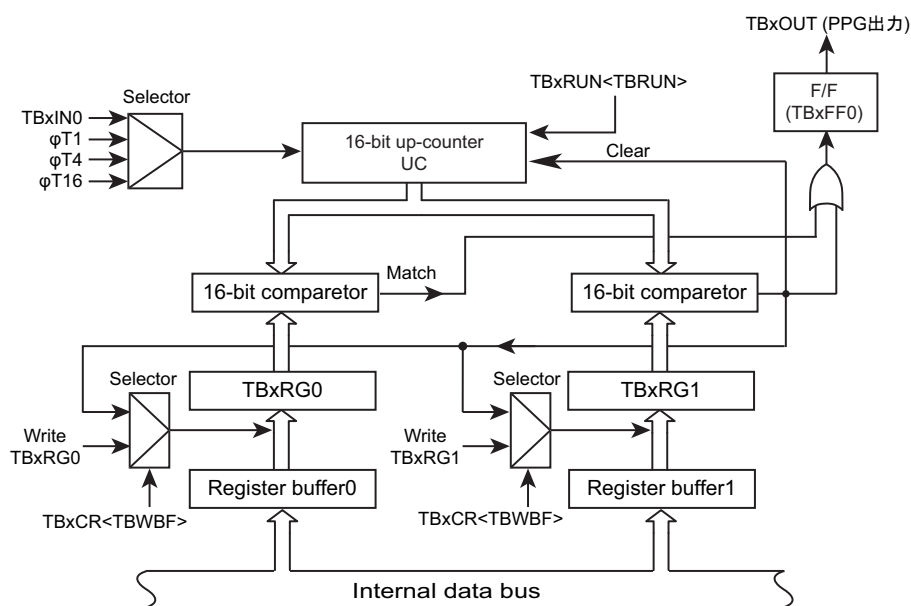 TBxOUT (PPG出力)
F/F
(TBxFF0)
TBxRUN<TBRUN>
Selector
TBxIN0
φT1
φT4
φT16
16-bit up-counter
UC
Clear
16-bit comparetor
Match
16-bit comparetor
Selector
TBxRG0
Selector
TBxRG1
Write
TBxRG0
Write
TBxRG1
Register buffer0
Register buffer1
TBxCR<TBWBF>
TBxCR<TBWBF>
Internal data bus